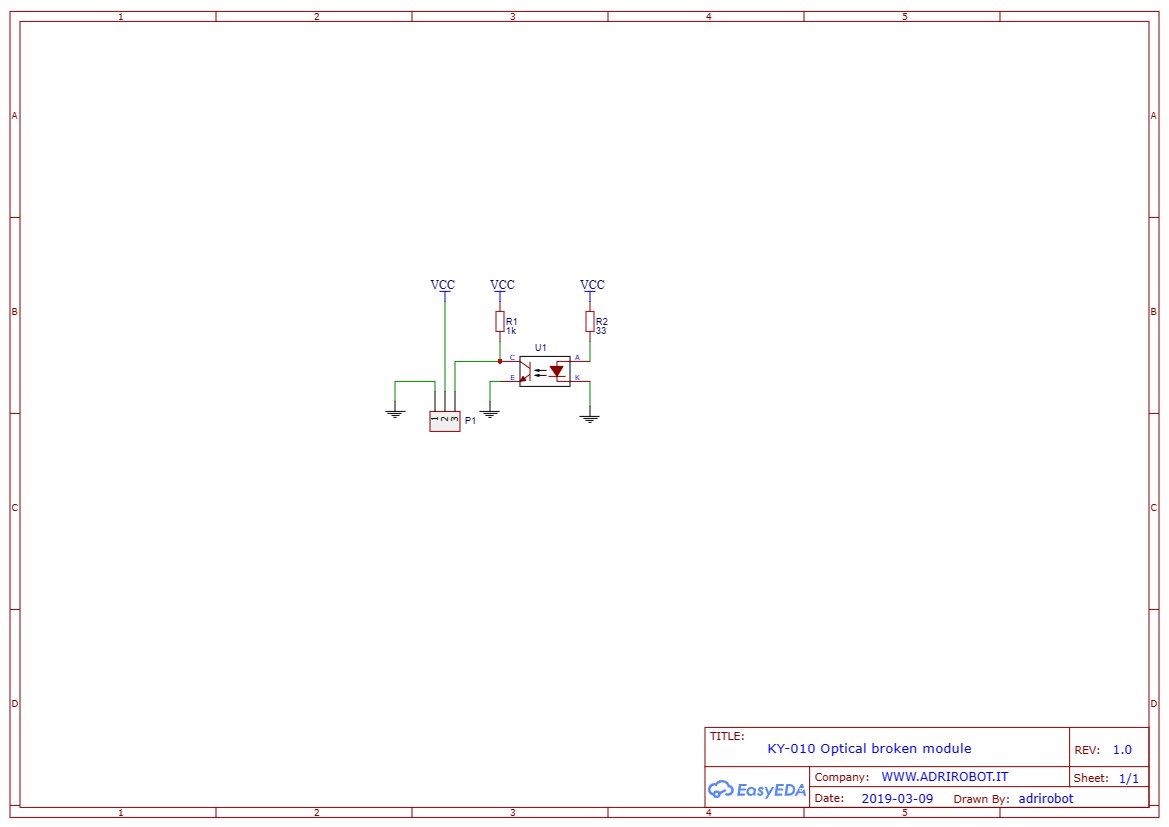 1 2 3 4 5
A A
VCC VCC VCC
B B
R1 R2
1k 33
U1
C A
E K
1 2 3 P1
C C
D D
TITLE:
KY-010 Optical broken module
REV: 1.0
Company: WWW.ADRIROBOT.IT
Sheet: 1/1
EasyEDA
Date: 2019-03-09 Drawn By: adrirobot
1 2 3 4 5